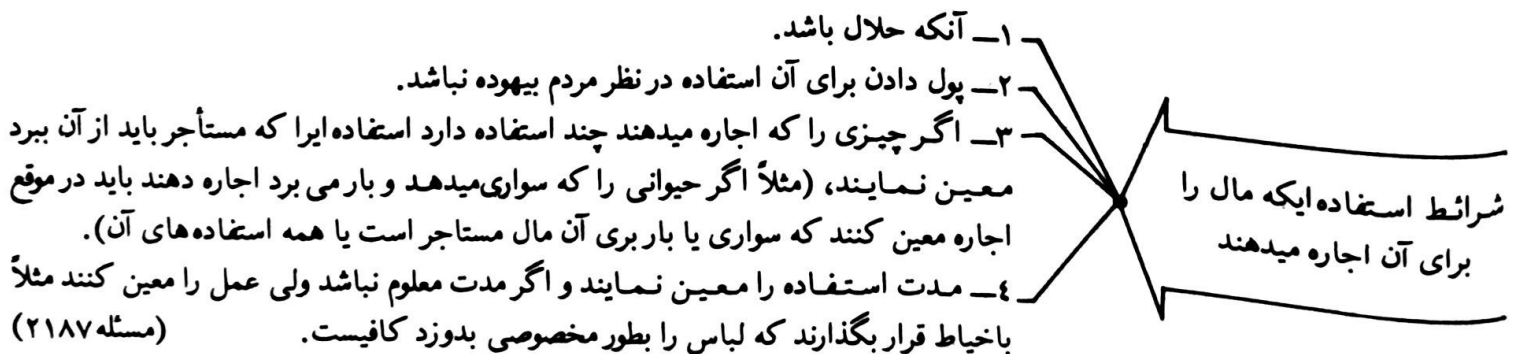 شرائط استفاده‌ایکه مال را
برای آن اجاره میدهند
۱ــ آنکه حلال باشد.
۲ــ پول دادن برای آن استفاده در نظر مردم بیهوده نباشد.
۳ــ اگر چیزی را که اجاره میدهند چند استفاده دارد استفاده‌ایرا که مستأجر باید از آن ببرد
معین نمایند، (مثلاً اگر حیوانی را که سواری‌میدهد و بار می برد اجاره دهند باید در موقع
اجاره معین کنند که سواری یا بار بری آن مال مستاجر است یا همه استفاده‌های آن).
٤ــ مدت استفاده را معین نمایند و اگر مدت معلوم نباشد ولی عمل را معین کنند مثلاً
باخیاط قرار بگذارند که لباس را بطور مخصوصی بدوزد کافیست. (مسئله ۲۱۸۷)